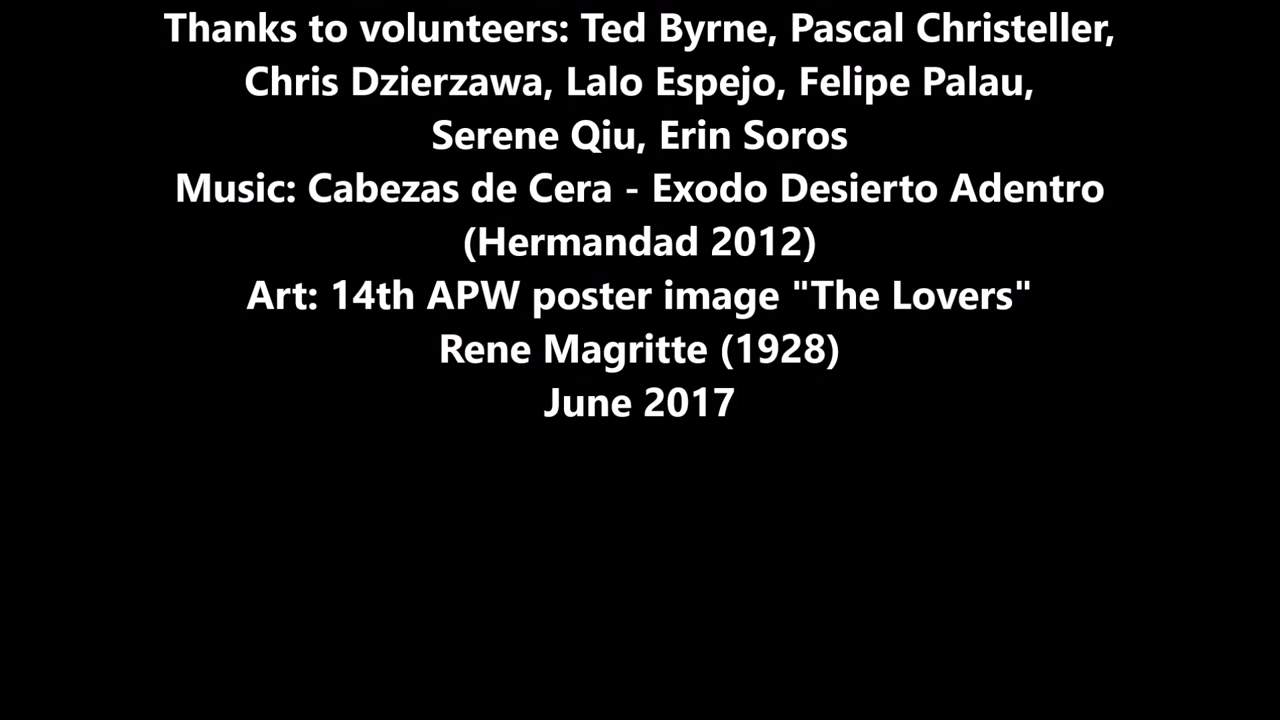 Thanks to volunteers: Ted Byrne, Pascal Christeller,
Chris Dzierzawa, Lalo Espejo, Felipe Palau,
Serene Qiu, Erin Soros
Music: Cabezas de Cera - Exodo Desierto Adentro
(Hermandad 2012)
Art: 14th APW poster image "The Lovers"
Rene Magritte (1928)
June 2017